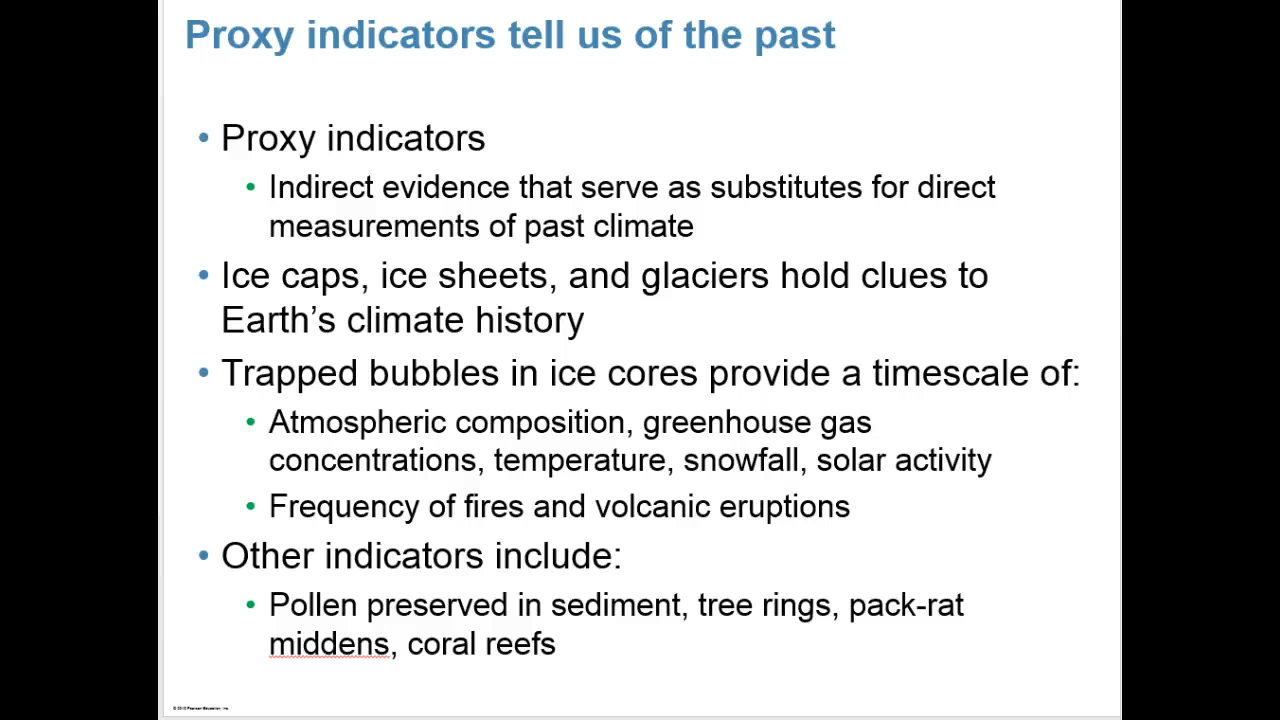 Proxy indicators tell us of the past
• Proxy indicators
• Indirect evidence that serve as substitutes for direct
measurements of past climate
• Ice caps, ice sheets, and glaciers hold clues to
Earth’s climate history
• Trapped bubbles in ice cores provide a timescale of:
• Atmospheric composition, greenhouse gas
concentrations, temperature, snowfall, solar activity
• Frequency of fires and volcanic eruptions
• Other indicators include:
• Pollen preserved in sediment, tree rings, pack-rat
middens, coral reefs
Pearson Education, Inc.